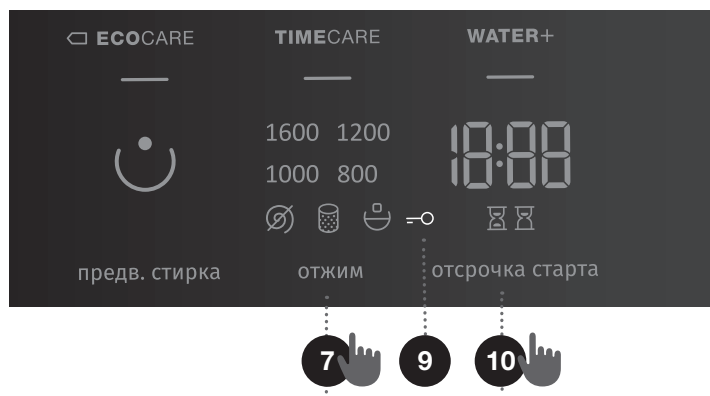 ECOCARE TIMECARE WATER+
1600 1200 18:88
1000 800
предв. стирка отжим отсрочка старта
7 9 10